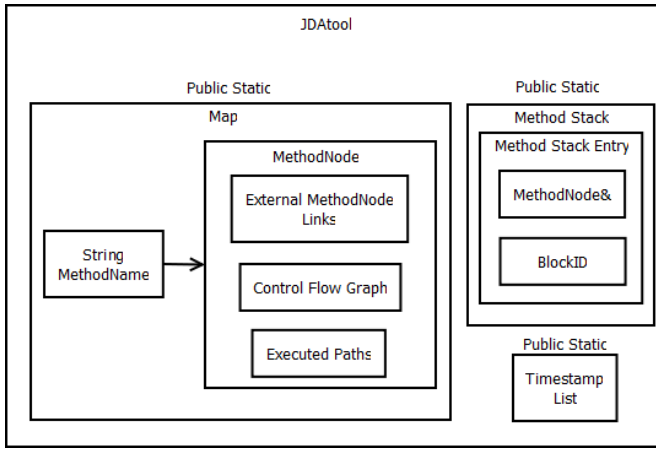 JDAtool
Public Static
Map
MethodNode
External MethodNode
Links
String
MethodName
Control Flow Graph
Executed Paths
Public Static
Method Stack
Method Stack Entry
MethodNode&
BlockID
Public Static
Timestamp
List